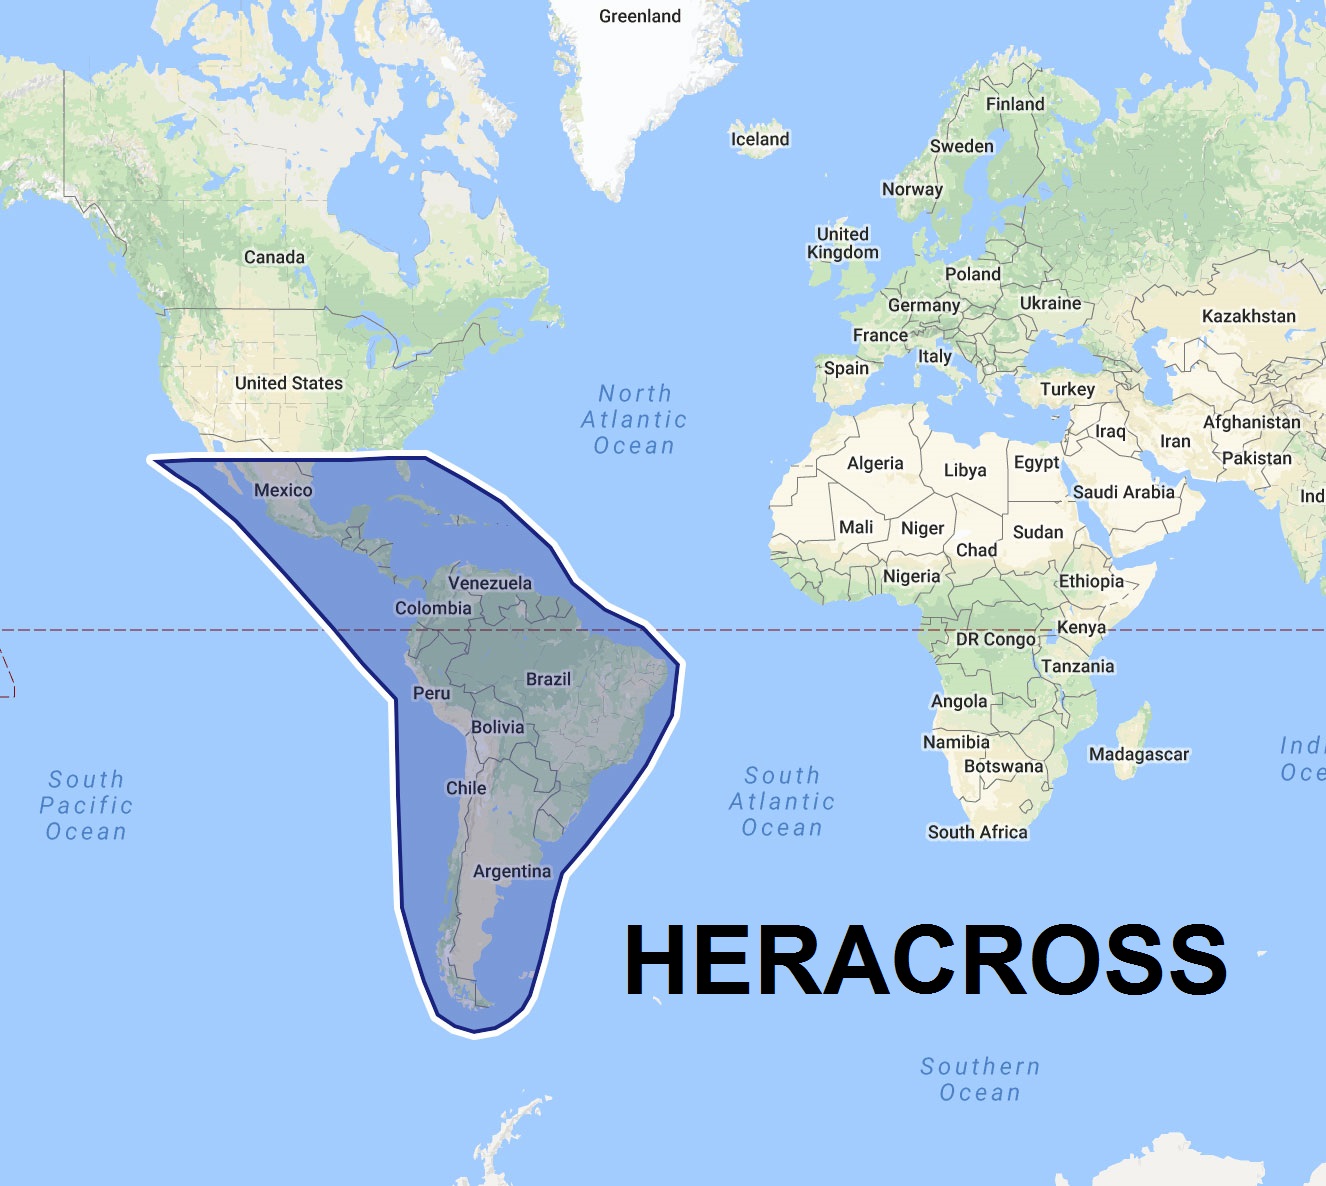 Greenland
Iceland
Finland
Sweden
Norway
United
Kingdom
Canada
Poland
Germany
Ukraine
Kazakhstan
France
Italy
Spain
United States
Turkey
North
Atlantic
Ocean
Afghanistan
Iraq
Iran
Pakistan
Algeria
Libya
Egypt
Mexico
Saudi Arabia
Ind
Mali
Niger
Sudan
Chad
Nigeria
Ethiopia
Venezuela
Colombia
Kenya
DR Congo
Tanzania
Brazil
Peru
Angola
Bolivia
Namibia
Madagascar
Botswana
Indi
Oce
South
Pacific
Ocean
Chile
South
Atlantic
Ocean
South Africa
Argentina
HERACROSS
Southern
Ocean